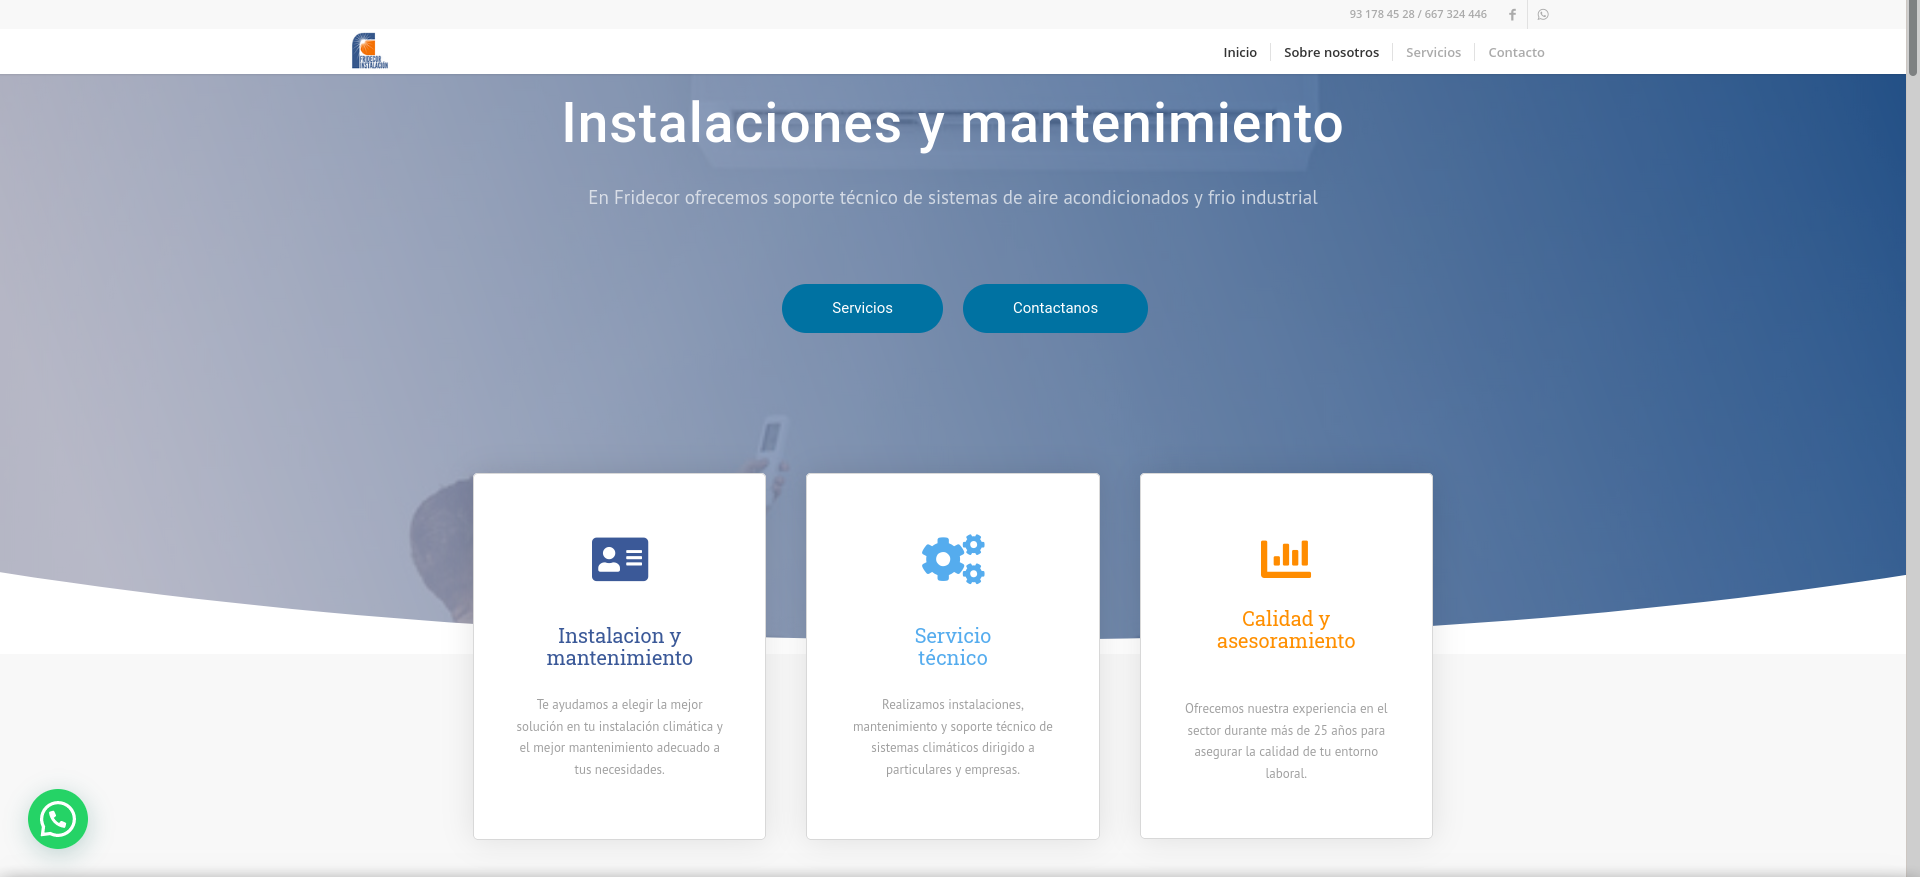 93 178 45 28 / 667 324 446
FRIDECOR
INSTALACION
Inicio
Sobre nosotros
Servicios
Contacto
Instalaciones y mantenimiento
En Fridecor ofrecemos soporte técnico de sistemas de aire acondicionados y frio industrial
Servicios
Contactanos
Instalacion y
mantenimiento
Te ayudamos a elegir la mejor
solución en tu instalación climática y
el mejor mantenimiento adecuado a
tus necesidades.
Servicio
técnico
Realizamos instalaciones,
mantenimiento y soporte técnico de
sistemas climáticos dirigido a
particulares y empresas.
Calidad y
asesoramiento
Ofrecemos nuestra experiencia en el
sector durante más de 25 años para
asegurar la calidad de tu entorno
laboral.